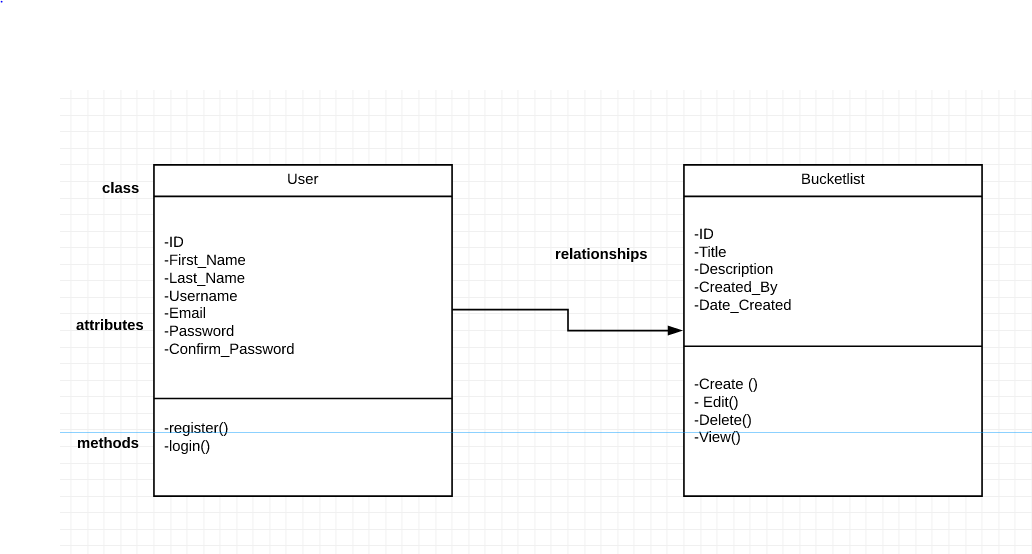 class
User
-ID
-First_Name
-Last_Name
-Username
-Email
-Password
-Confirm_Password
attributes
-register()
-login()
methods
relationships
Bucketlist
-ID
-Title
-Description
-Created_By
-Date_Created
-Create ()
- Edit()
-Delete()
-View()